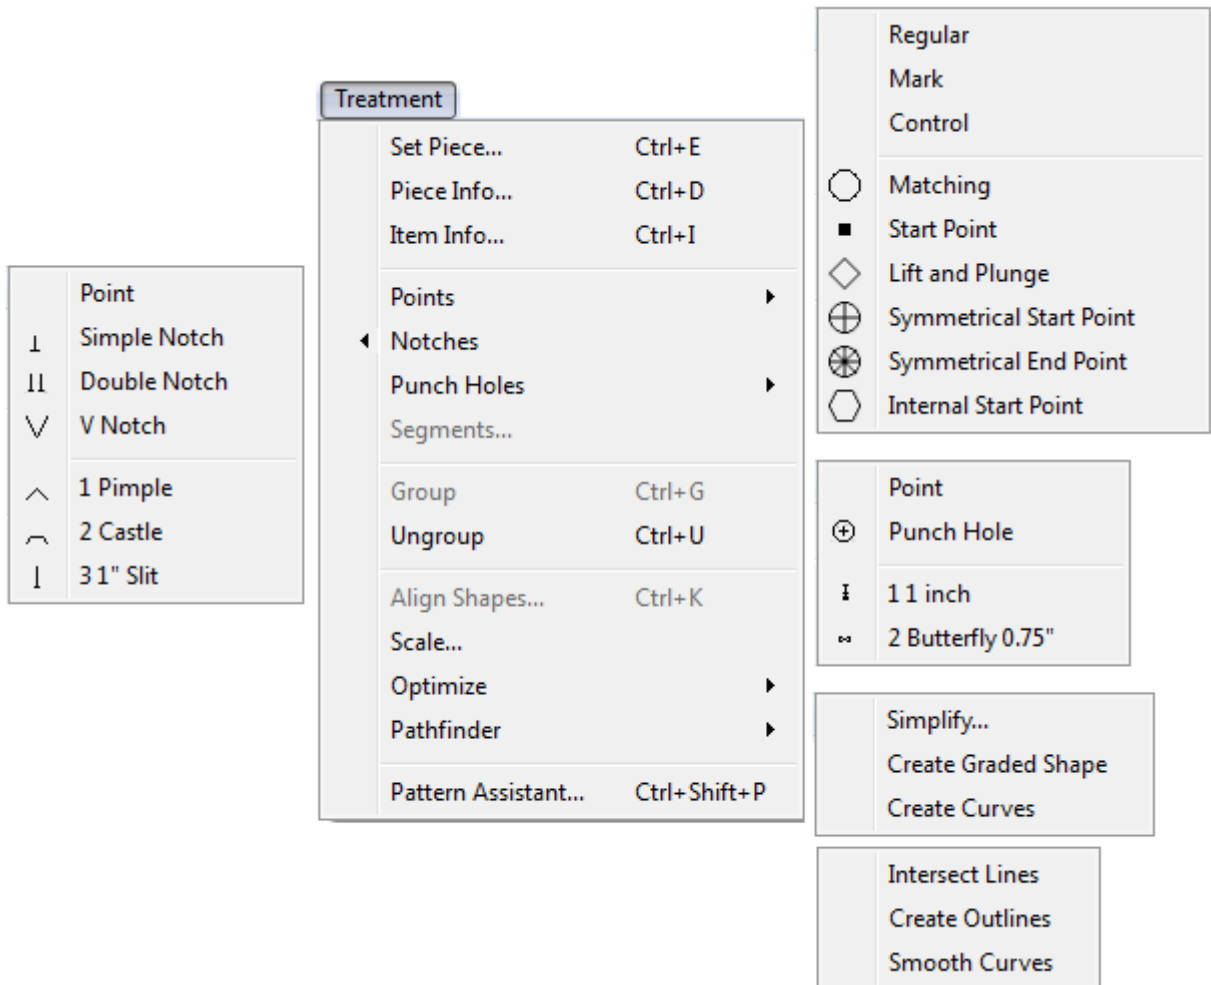 Treatment
Set Piece... Ctrl+E
Piece Info... Ctrl+D
Item Info... Ctrl+I
Points
Notches
Punch Holes
Segments...
Group Ctrl+G
Ungroup Ctrl+U
Align Shapes... Ctrl+K
Scale...
Optimize
Pathfinder
Pattern Assistant... Ctrl+Shift+P
Point
Simple Notch
Double Notch
V Notch
1 Pimple
2 Castle
3 1" Slit
Regular
Mark
Control
Matching
Start Point
Lift and Plunge
Symmetrical Start Point
Symmetrical End Point
Internal Start Point
Point
Punch Hole
1 1 inch
2 Butterfly 0.75"
Simplify...
Create Graded Shape
Create Curves
Intersect Lines
Create Outlines
Smooth Curves